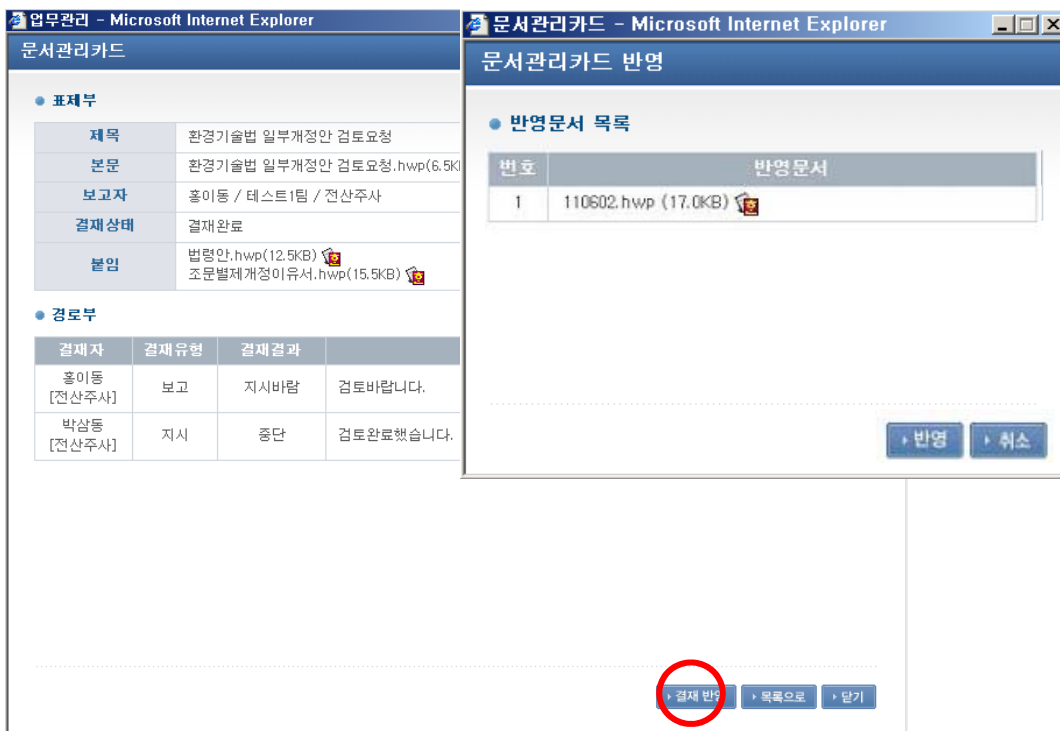 업무관리 - Microsoft Internet Explorer
문서관리카드
표제부
제목 환경기술법 일부개정안 검토요청
본문 환경기술법 일부개정안 검토요청.hwp(6.5K
보고자 홍이동 / 테스트1팀 / 전산주사
결재상태 결재완료
붙임 법령안.hwp(12.5KB)
조문별제개정이유서.hwp(15.5KB)
경로부
결재자 결재유형 결재결과
홍이동
[전산주사] 보고 지시바람 검토바랍니다.
박삼동
[전산주사] 지시 중단 검토완료했습니다.
결재 반영 목록으로 닫기
문서관리카드 - Microsoft Internet Explorer
문서관리카드 반영
반영문서 목록
번호 반영문서
1 110602.hwp (17.0KB)
반영 취소